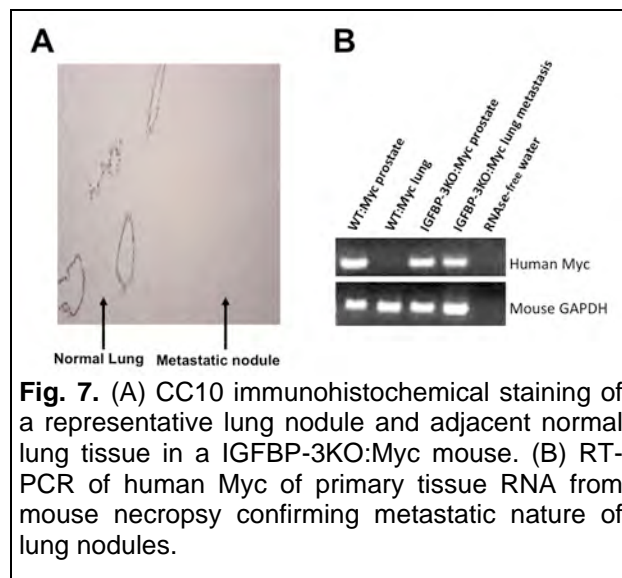 A
B
WT:Myc prostate
WT:Myc lung
IGFBP-3KO:Myc prostate
IGFBP-3KO:Myc lung metastasis
RNAse-free water
Human Myc
Mouse GAPDH
Normal Lung Metastatic nodule
Fig. 7. (A) CC10 immunohistochemical staining of
a representative lung nodule and adjacent normal
lung tissue in a IGFBP-3KO:Myc mouse. (B) RT-
PCR of human Myc of primary tissue RNA from
mouse necropsy confirming metastatic nature of
lung nodules.